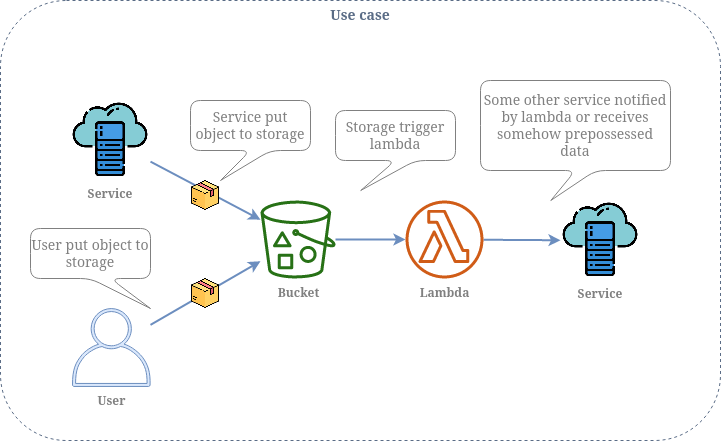 Use case
Service put
object to storage
Storage trigger
lambda
Some other service notified
by lambda or receives
somehow prepossessed
data
Service
User put object to
storage
Bucket
Lambda
Service
User